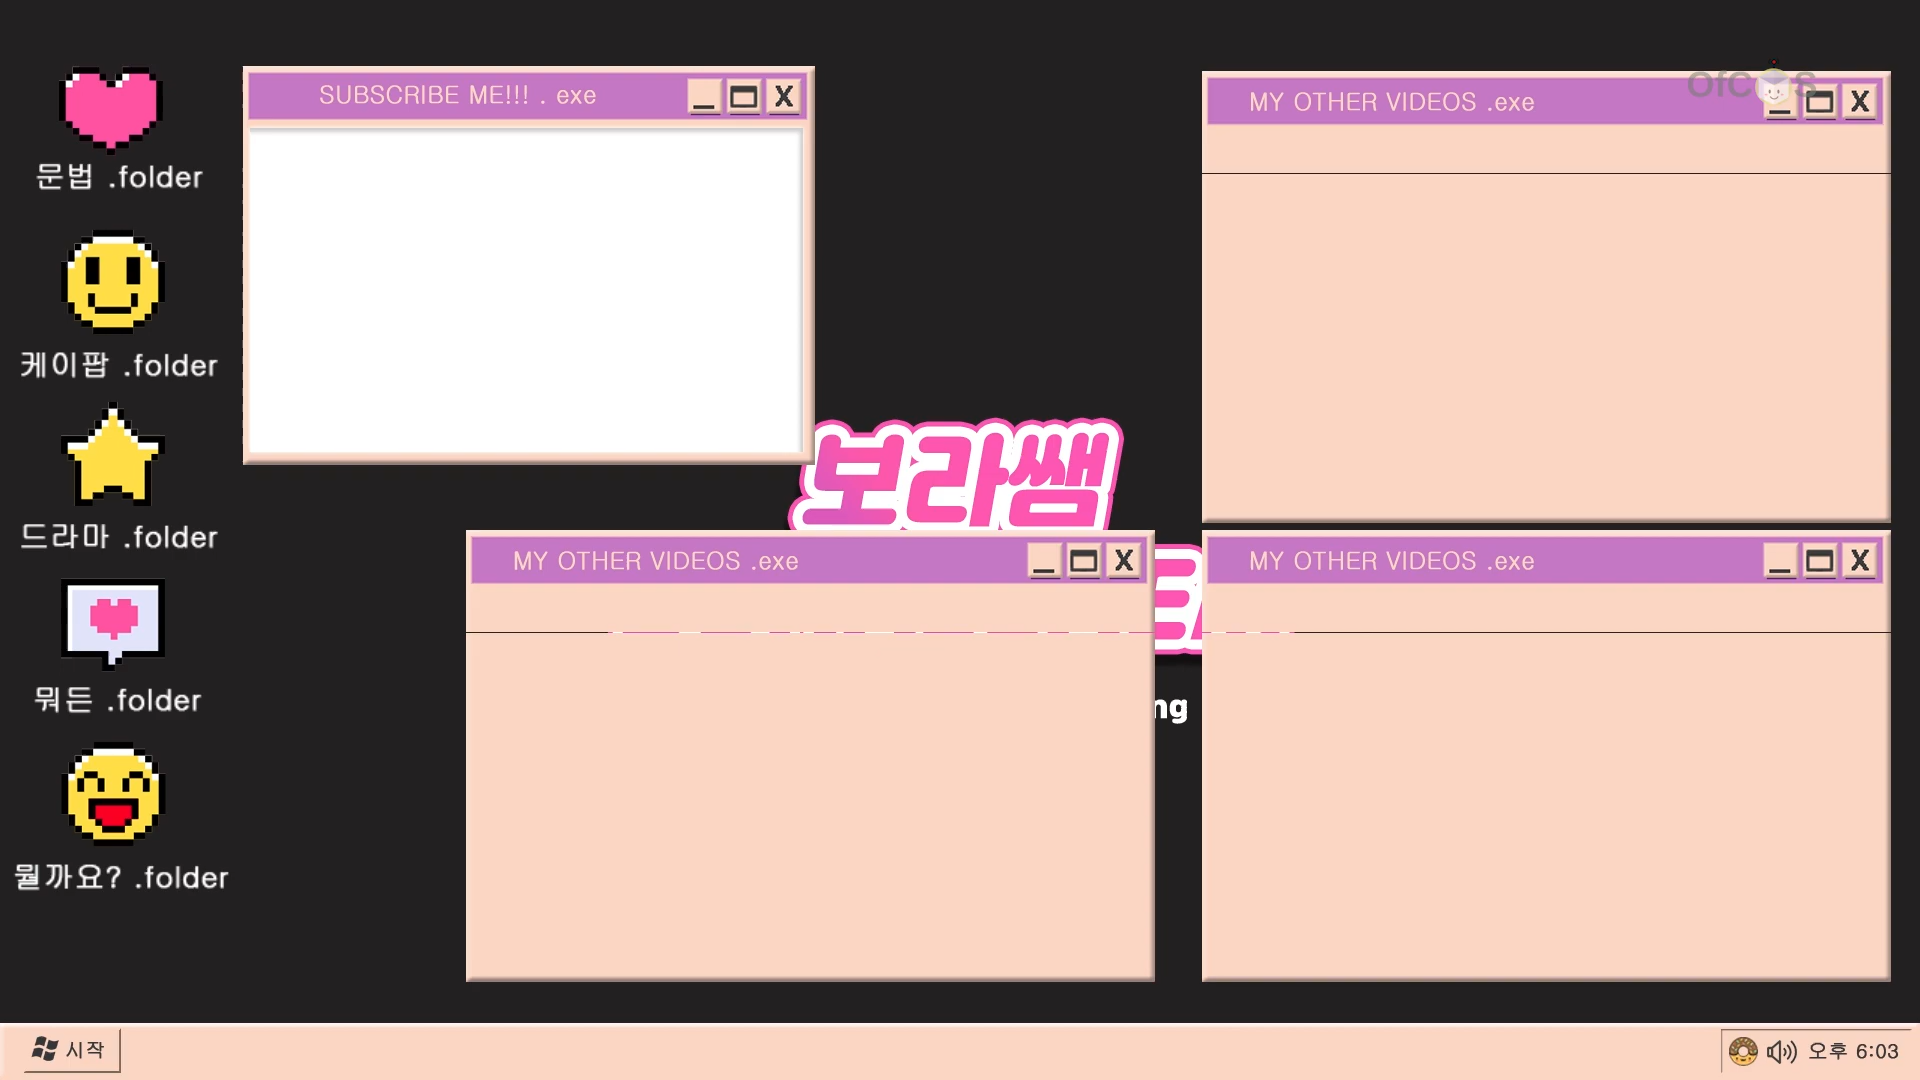 문법 .folder
케이팝 .folder
드라마 .folder
뭐든 .folder
뭘까요? .folder
SUBSCRIBE ME!!! . exe
MY OTHER VIDEOS .exe
OfC S
보라쌤
MY OTHER VIDEOS .exe
MY OTHER VIDEOS .exe
시작
오후 6:03